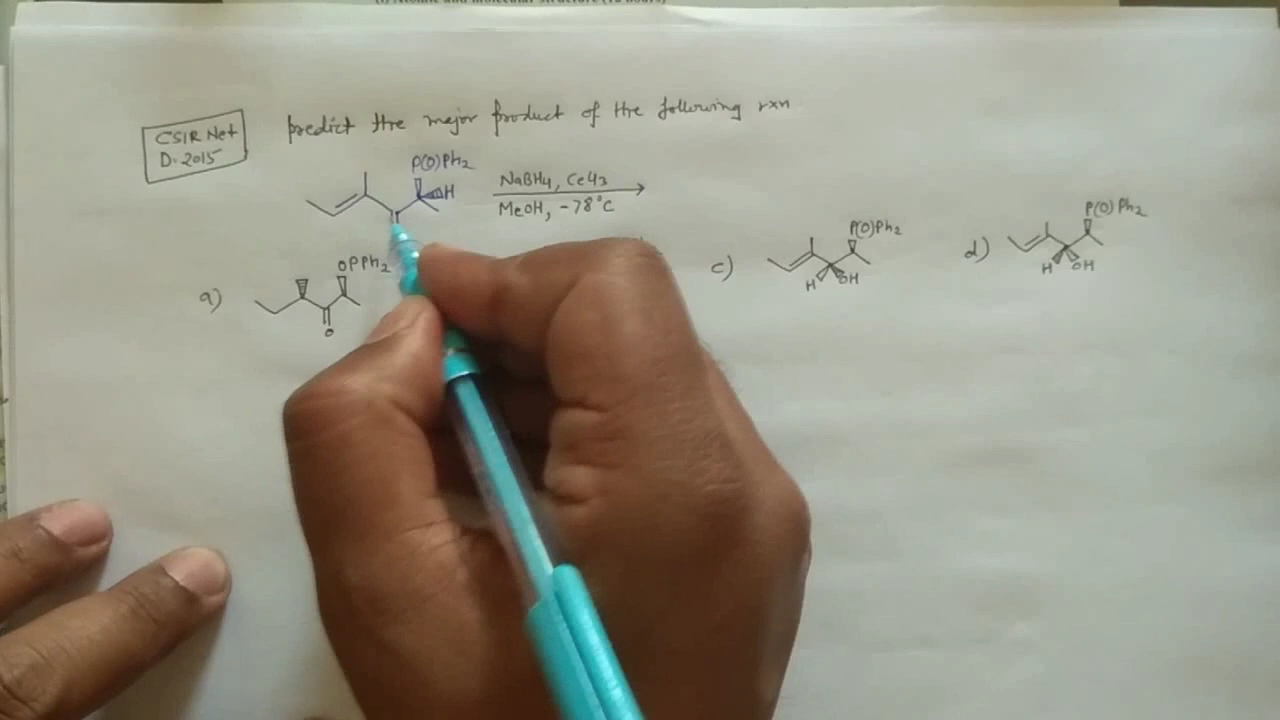 CSIR Net
D. 2015
predict the major product of the following rxn
P(O)Ph2
H
NaBH4, CeCl3
MeOH, -78°C
a)
OPPh2
O
c)
P(O)Ph2
H
OH
d)
P(O)Ph2
H
OH